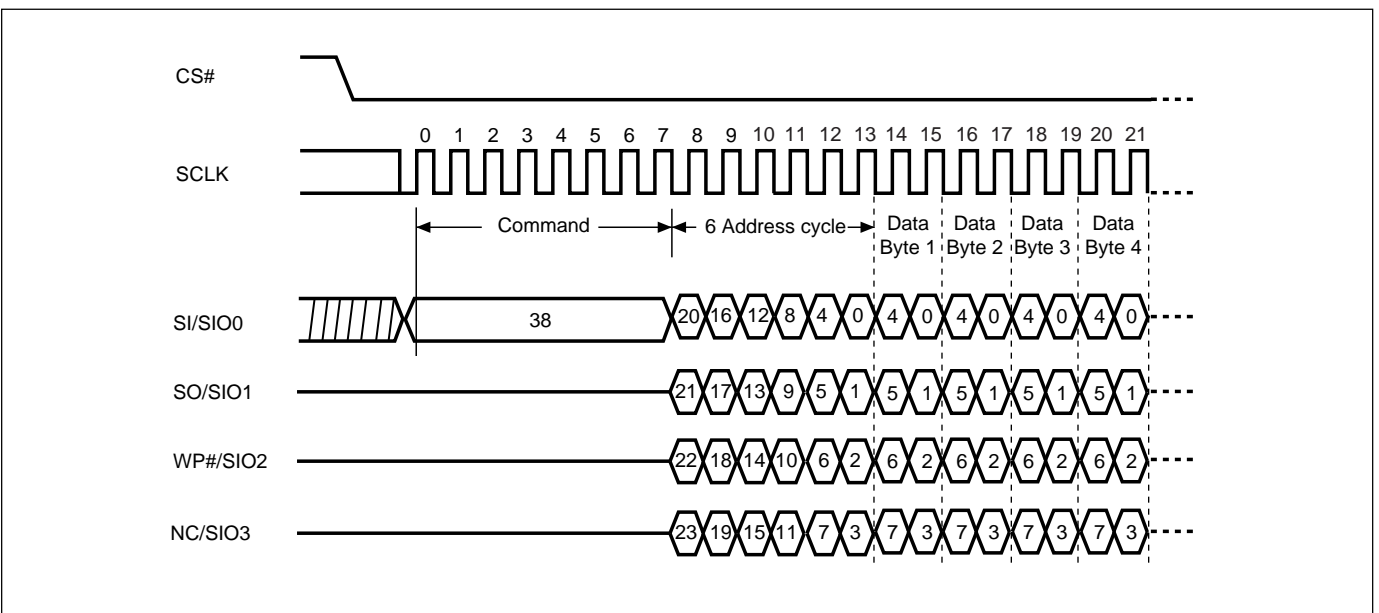 CS#
0 1 2 3 4 5 6 7 8 9 10 11 12 13 14 15 16 17 18 19 20 21
SCLK
Command 6 Address cycle Data Data Data Data
Byte 1 Byte 2 Byte 3 Byte 4
SI/SIO0 38 20 16 12 8 4 0 4 0 4 0 4 0 4 0
SO/SIO1 21 17 13 9 5 1 5 1 5 1 5 1 5 1
WP#/SIO2 22 18 14 10 6 2 6 2 6 2 6 2 6 2
NC/SIO3 23 19 15 11 7 3 7 3 7 3 7 3 7 3